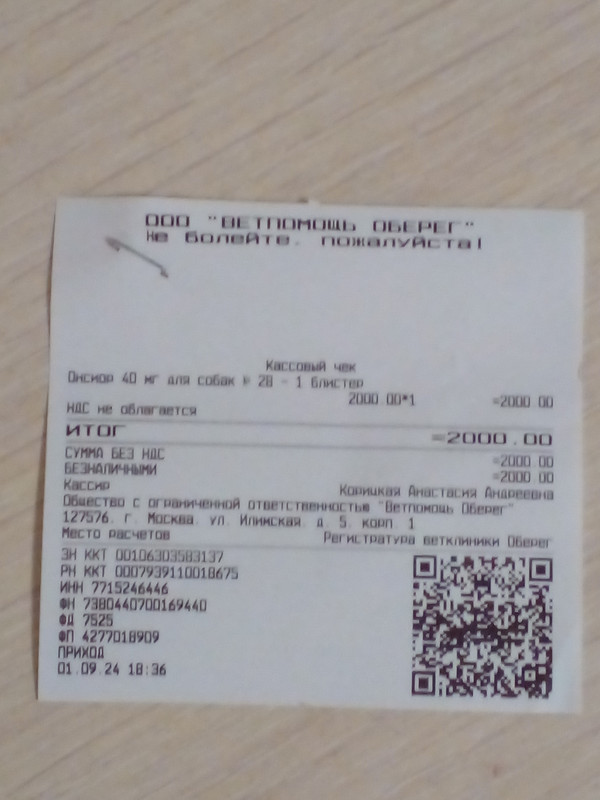 ООО "ВЕТПОМОЩЬ ОБЕРЕГ"
Не болейте, пожалуйста!
Кассовый чек
Онсиор 40 мг для собак № 28 - 1 блистер
2000.00*1 =2000.00
НДС не облагается
ИТОГ =2000.00
СУММА БЕЗ НДС =2000.00
БЕЗНАЛИЧНЫМИ =2000.00
Кассир Корицкая Анастасия Андреевна
Общество с ограниченной ответственностью "Ветпомощь Оберег"
127576, г. Москва, ул. Илимская, д. 5, корп. 1
Место расчетов Регистратура ветклиники Оберег
ЗН ККТ 00106303583137
РН ККТ 0007939110018675
ИНН 7715246446
ФН 7380440700169440
ФД 7525
ФП 4277018909
ПРИХОД
01.09.24 18:36